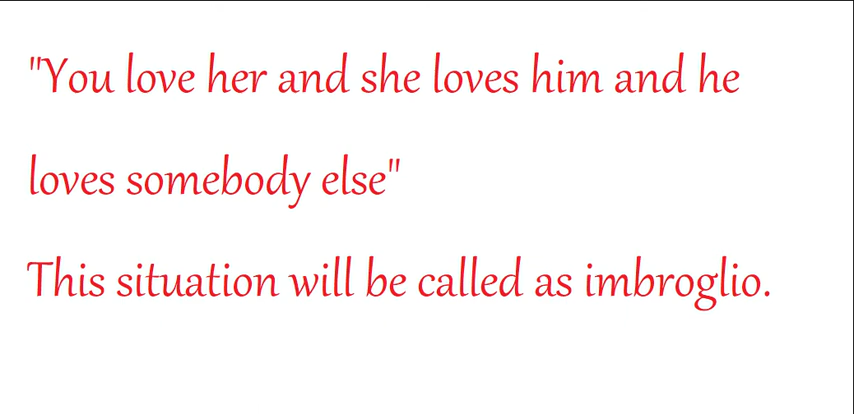 "You love her and she loves him and he
loves somebody else"
This situation will be called as imbroglio.